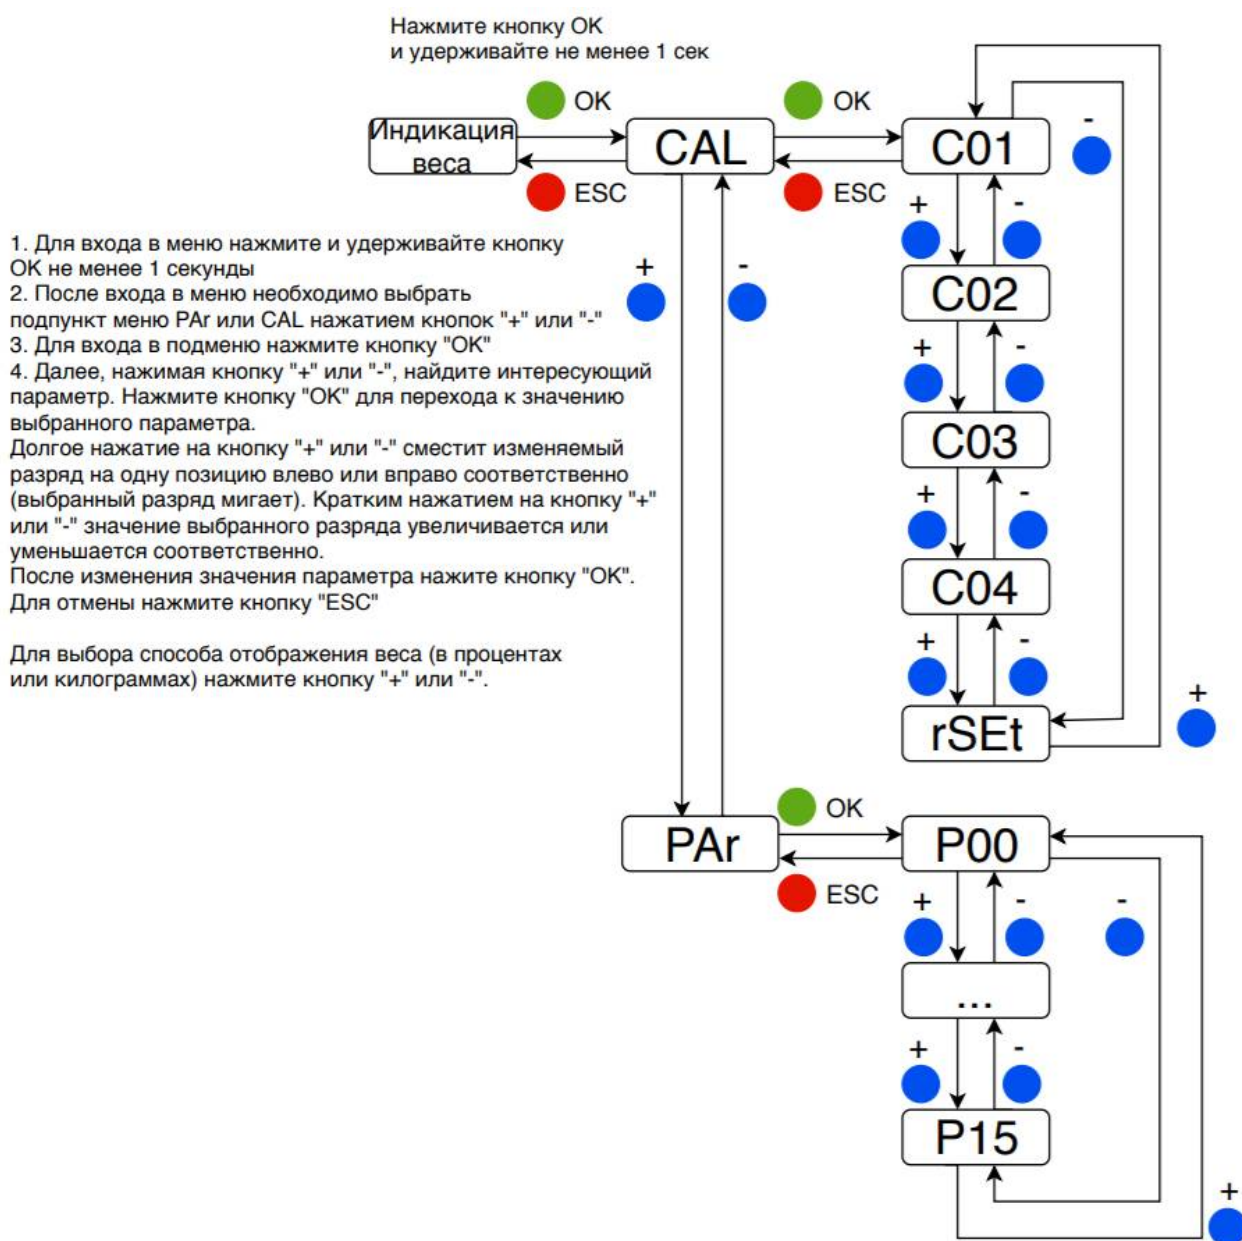 Нажмите кнопку ОК
и удерживайте не менее 1 сек
OK
OK
Индикация
веса
CAL
C01
-
ESC
ESC
+
-
1. Для входа в меню нажмите и удерживайте кнопку
ОК не менее 1 секунды
2. После входа в меню необходимо выбрать
подпункт меню PAr или CAL нажатием кнопок "+" или "-"
3. Для входа в подменю нажмите кнопку "ОК"
4. Далее, нажимая кнопку "+" или "-", найдите интересующий
параметр. Нажмите кнопку "ОК" для перехода к значению
выбранного параметра.
Долгое нажатие на кнопку "+" или "-" сместит изменяемый
разряд на одну позицию влево или вправо соответственно
(выбранный разряд мигает). Кратким нажатием на кнопку "+"
или "-" значение выбранного разряда увеличивается или
уменьшается соответственно.
После изменения значения параметра нажите кнопку "ОК".
Для отмены нажмите кнопку "ESC"
Для выбора способа отображения веса (в процентах
или килограммах) нажмите кнопку "+" или "-".
+
-
C02
+
-
C03
+
-
C04
+
-
rSEt
+
OK
PAr
P00
ESC
+
-
-
...
+
-
P15
+